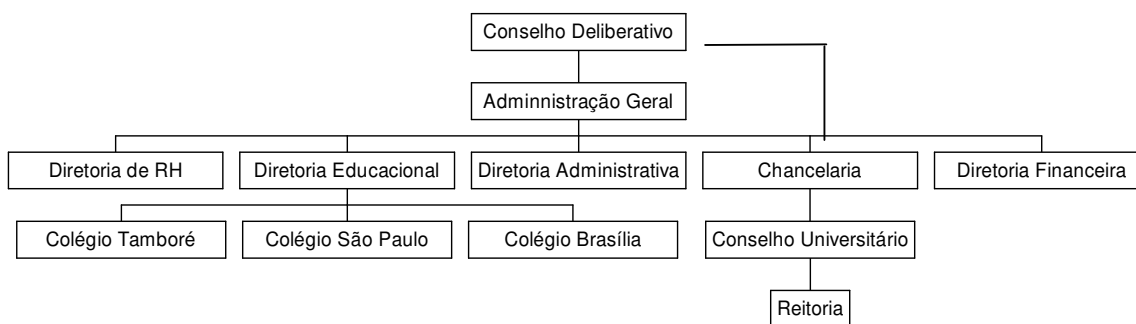 Conselho Deliberativo
Adminnistração Geral
Diretoria de RH
Diretoria Educacional
Diretoria Administrativa
Chancelaria
Diretoria Financeira
Colégio Tamboré
Colégio São Paulo
Colégio Brasília
Conselho Universitário
Reitoria